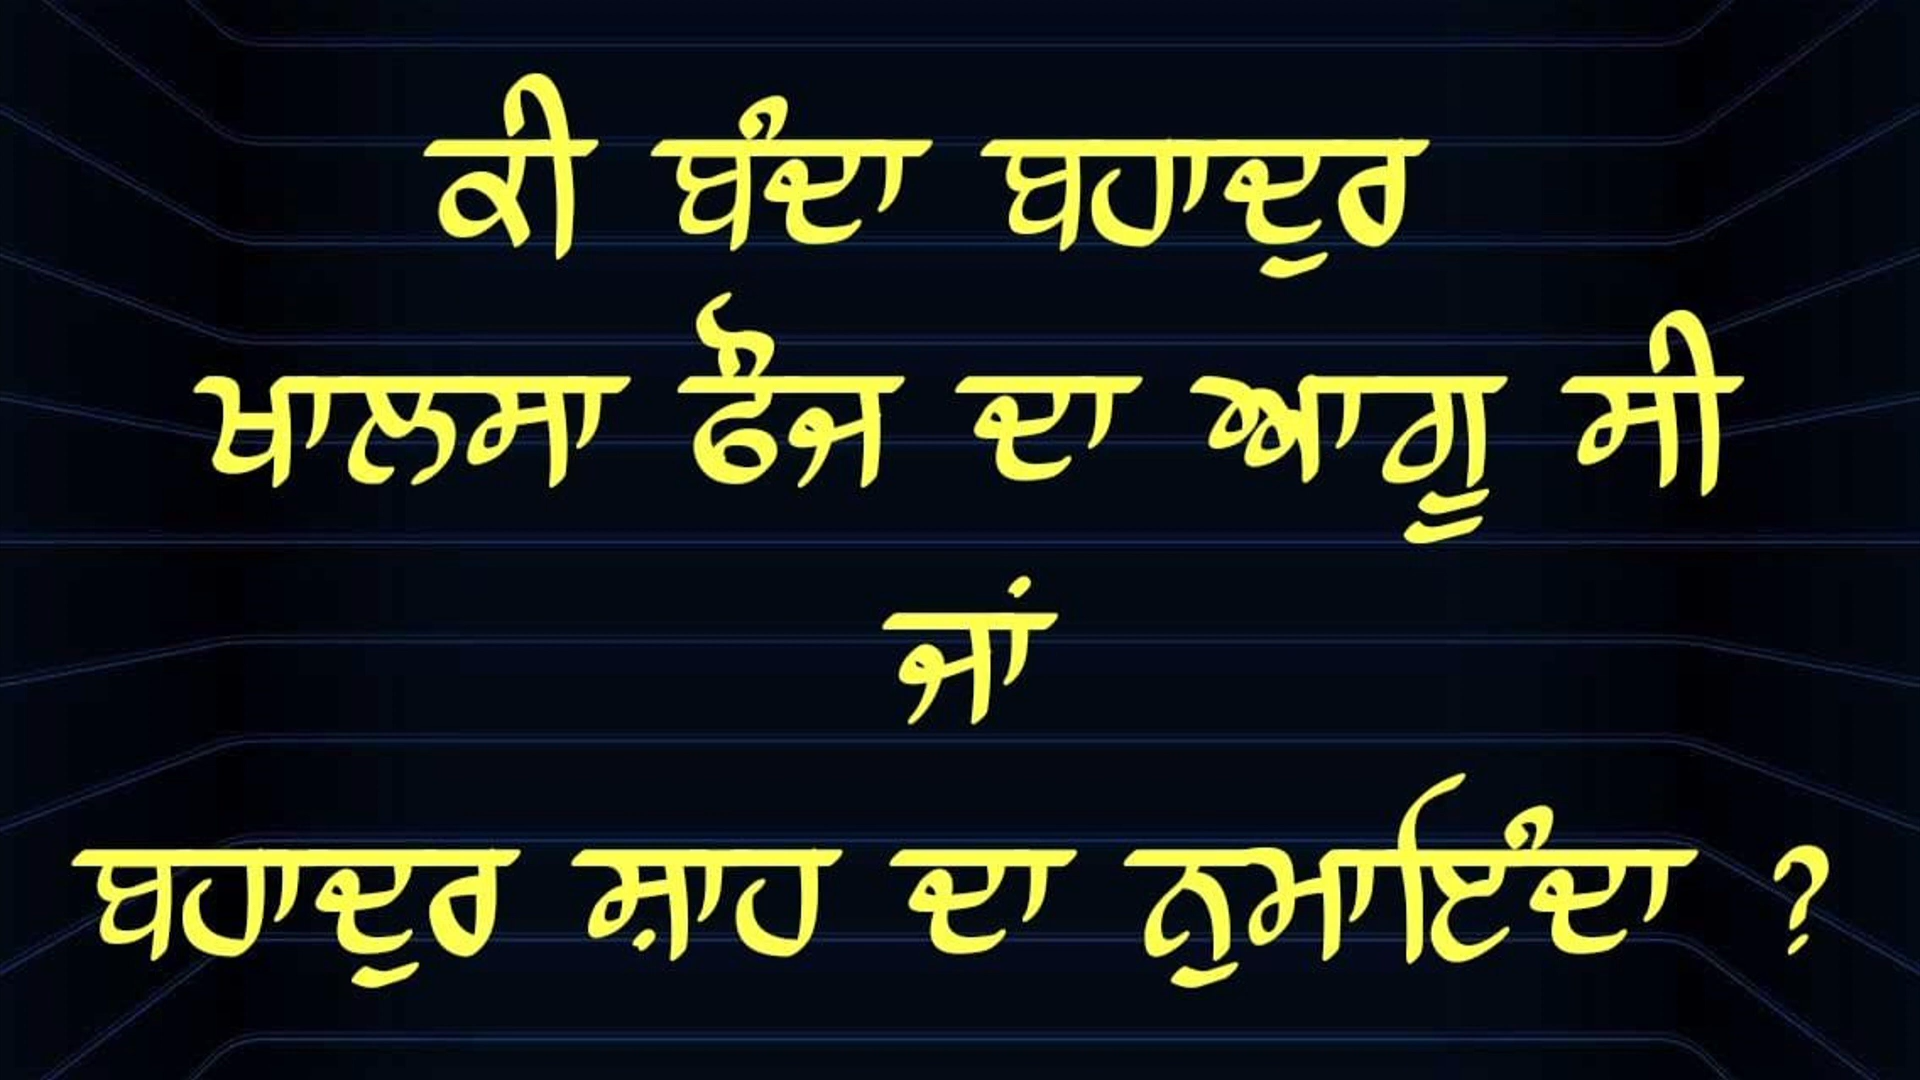 ਕੀ ਬੰਦਾ ਬਹਾਦੁਰ
ਖਾਲਸਾ ਫੌਜ ਦਾ ਆਗੂ ਸੀ
ਜਾਂ
ਬਹਾਦੁਰ ਸ਼ਾਹ ਦਾ ਨੁਮਾਇੰਦਾ ?